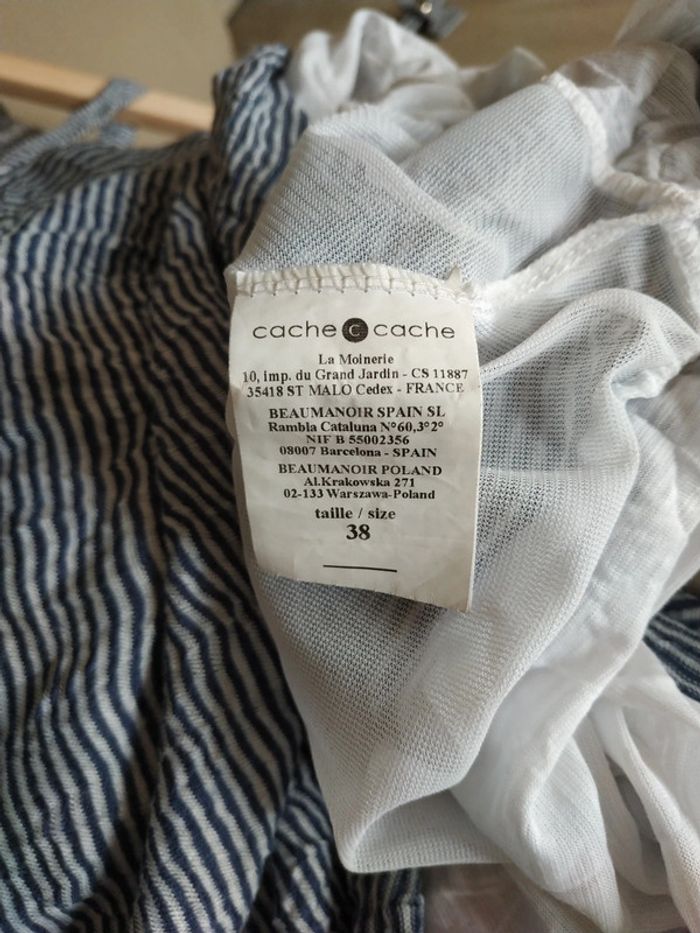 cache c cache
La Moinerie
10, imp. du Grand Jardin - CS 11887
35418 ST MALO Cedex - FRANCE
BEAUMANOIR SPAIN SL
Rambla Cataluna N°60,3°2°
NIF B 55002356
08007 Barcelona - SPAIN
BEAUMANOIR POLAND
Al.Krakowska 271
02-133 Warszawa-Poland
taille / size
38